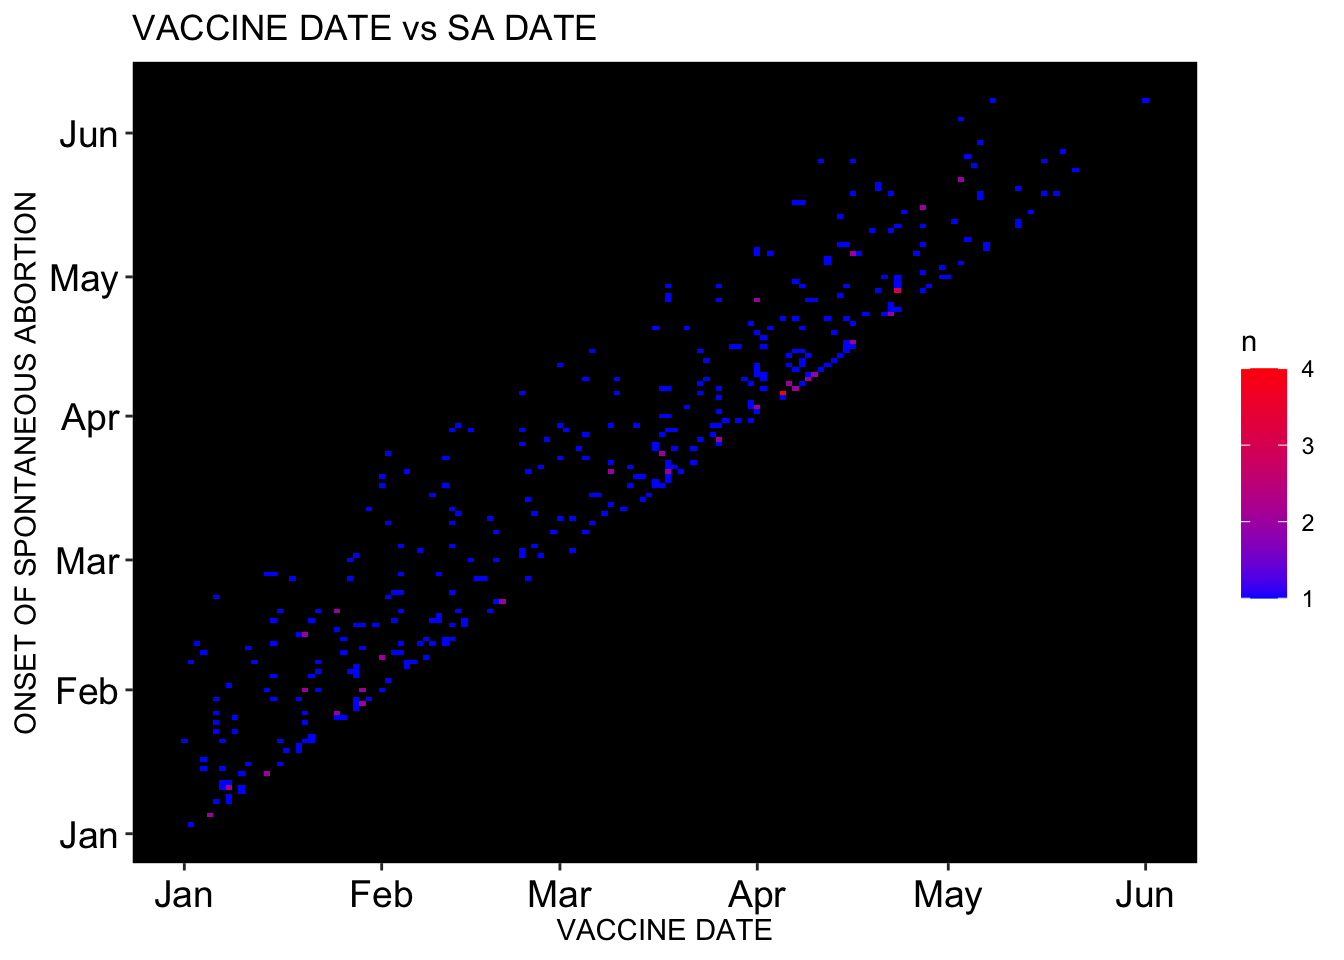 VACCINE DATE vs SA DATE
ONSET OF SPONTANEOUS ABORTION
Jun
May
Apr
Mar
Feb
Jan
Jan Feb Mar Apr May Jun
VACCINE DATE
n
4
3
2
1